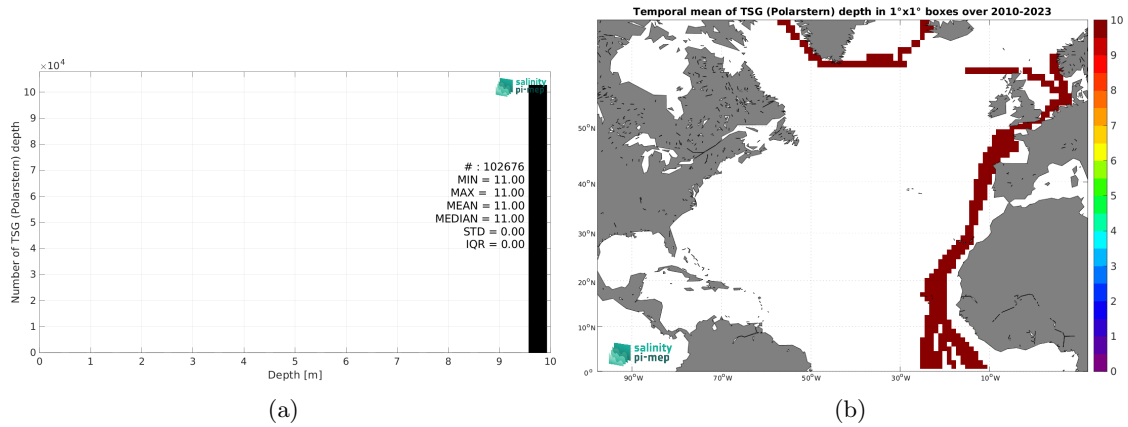 ×10⁴
10
9
8
7
6
5
4
3
2
1
0
Number of TSG (Polarstern) depth
salinity
pi-mep
# : 102676
MIN = 11.00
MAX = 11.00
MEAN = 11.00
MEDIAN = 11.00
STD = 0.00
IQR = 0.00
0 1 2 3 4 5 6 7 8 9 10
Depth [m]
(a)
Temporal mean of TSG (Polarstern) depth in 1°x1° boxes over 2010-2023
50°N
40°N
30°N
20°N
10°N
0°
90°W 70°W 50°W 30°W 10°W
salinity
pi-mep
10
9
8
7
6
5
4
3
2
1
0
(b)